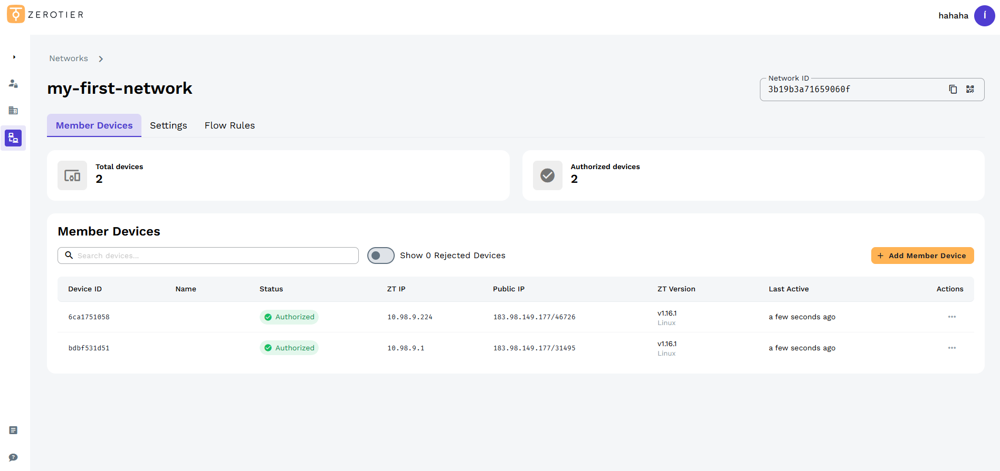 ZEROTIER
hahaha
Í
Networks
my-first-network
Network ID
3b19b3a71659060f
Member Devices
Settings
Flow Rules
Total devices
2
Authorized devices
2
Member Devices
Search devices...
Show 0 Rejected Devices
+ Add Member Device
Device ID Name Status ZT IP Public IP ZT Version Last Active Actions
6ca1751058 Authorized 10.98.9.224 183.98.149.177/46726 v1.16.1 a few seconds ago
Linux
bdbf531d51 Authorized 10.98.9.1 183.98.149.177/31495 v1.16.1 a few seconds ago
Linux